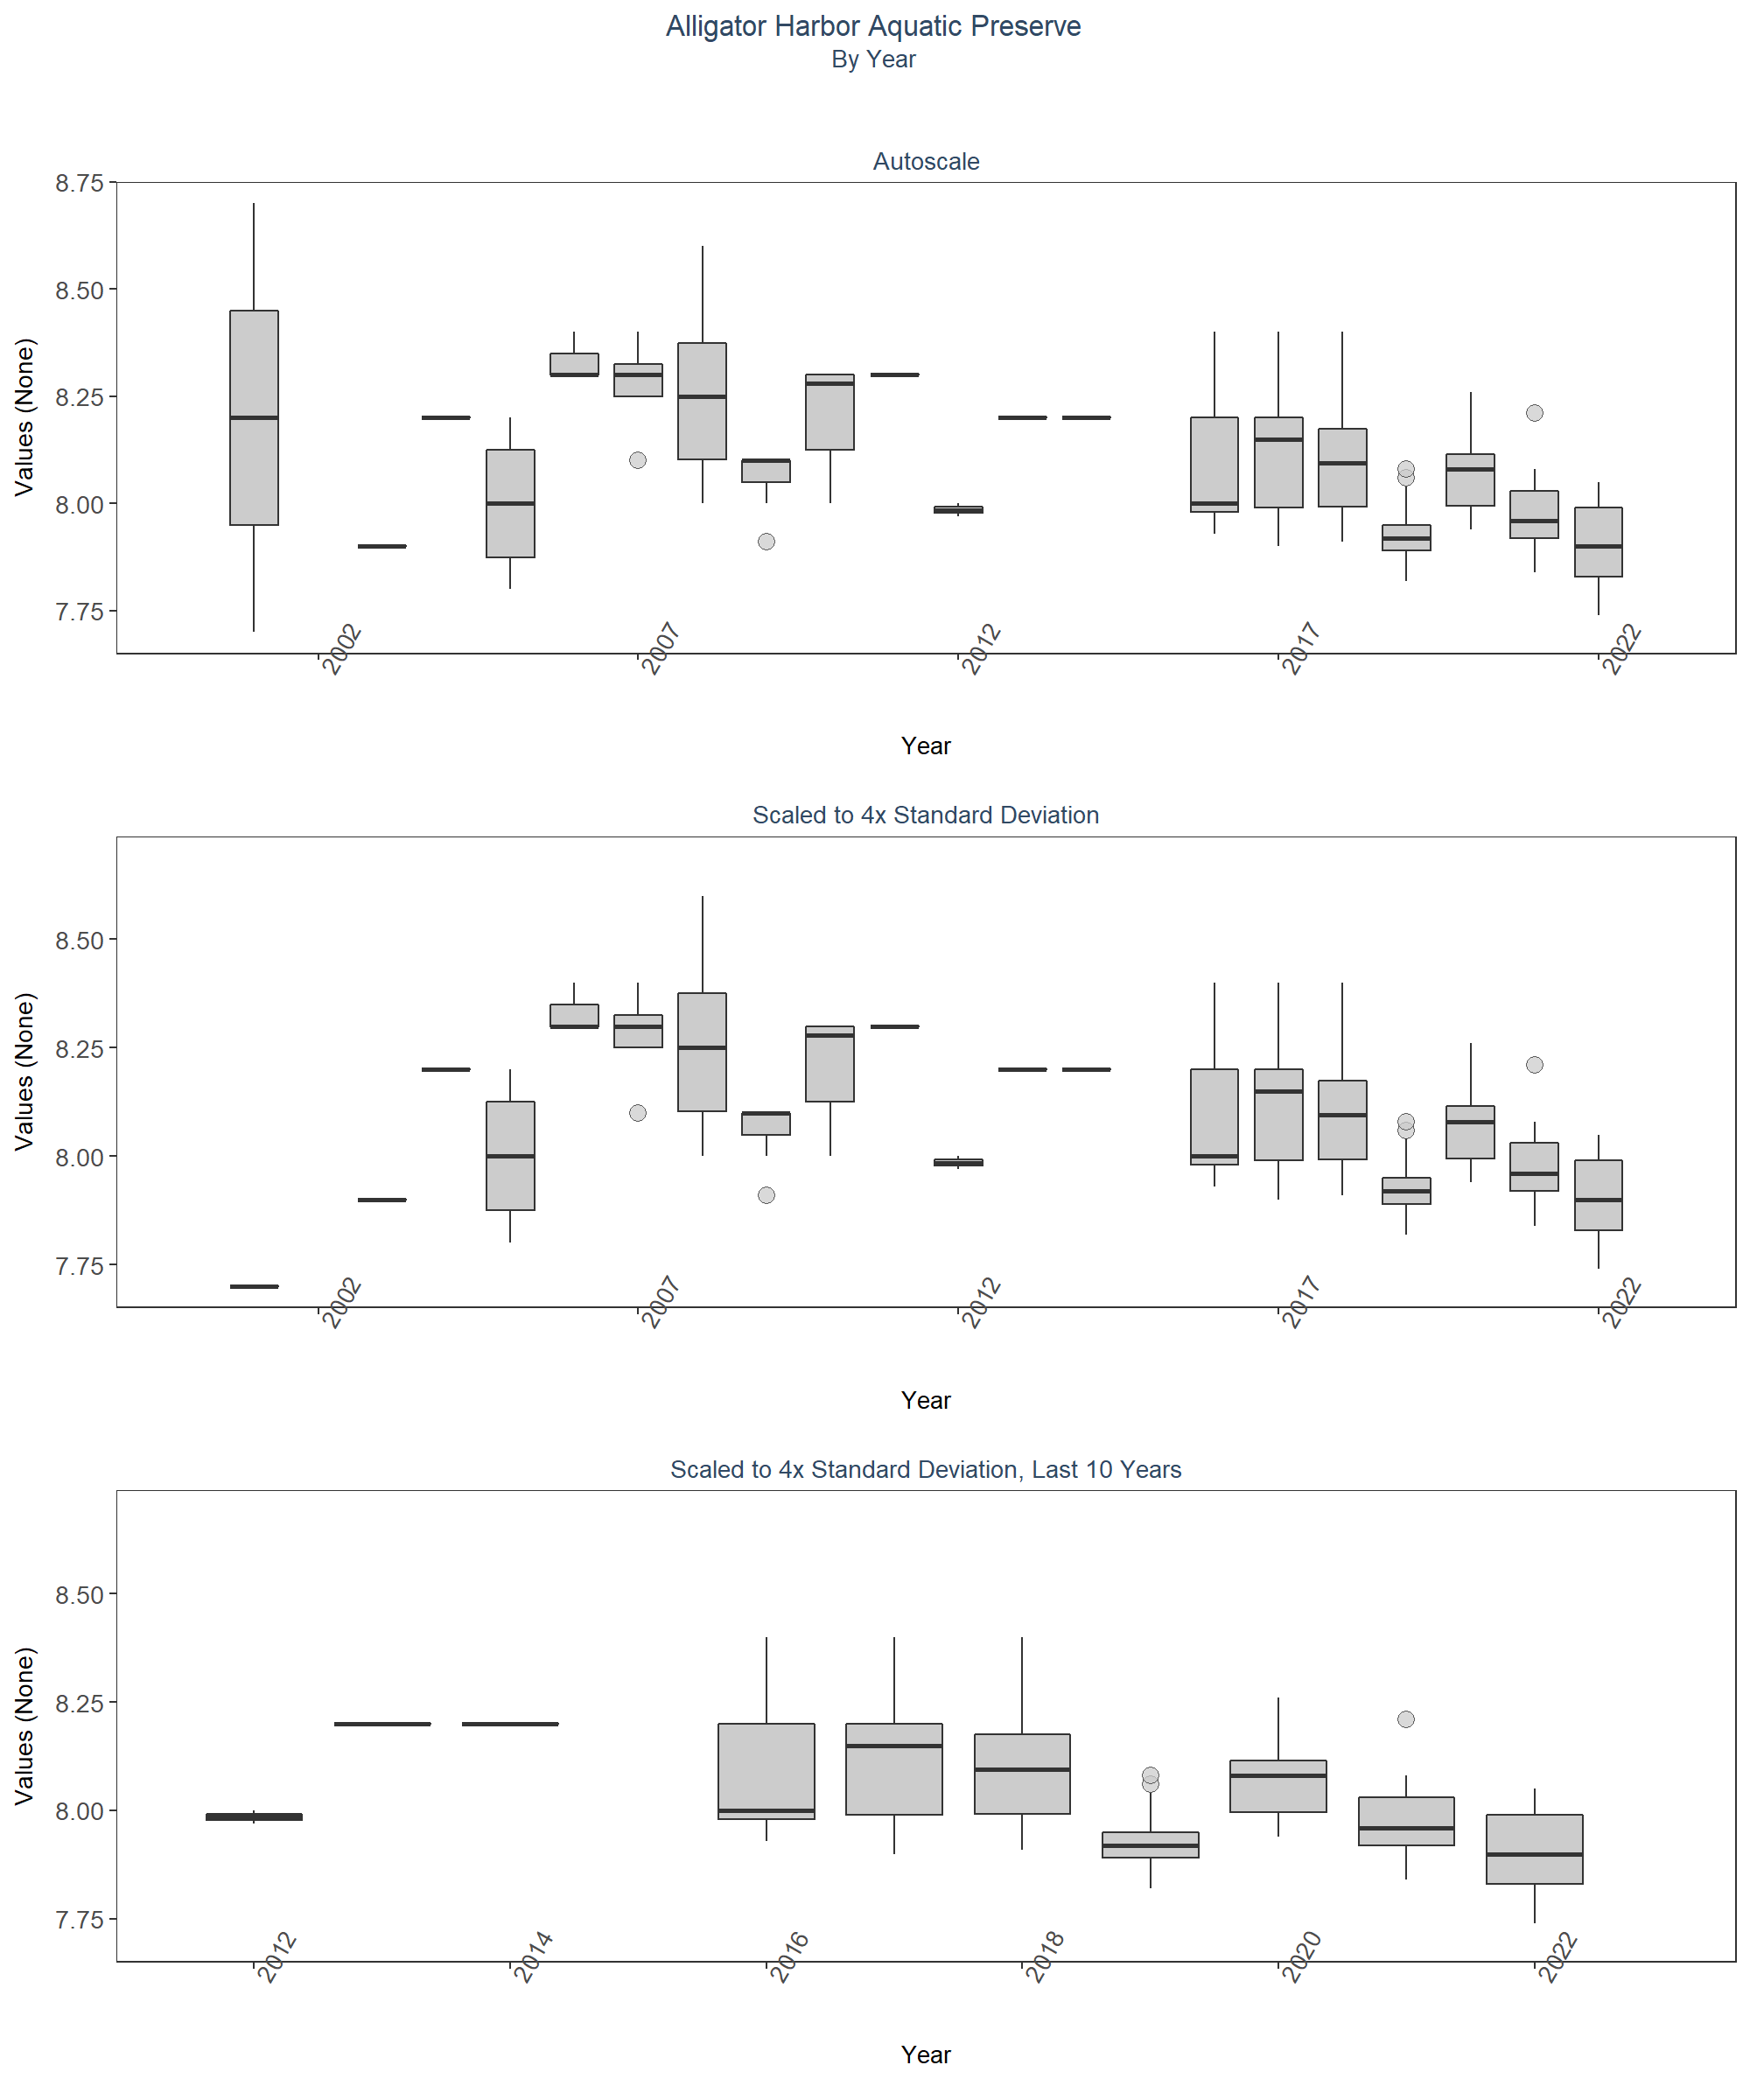 Alligator Harbor Aquatic Preserve
By Year
Autoscale
8.75
8.50
8.25
8.00
7.75
Values (None)
2002 2007 2012 2017 2022
Year
Scaled to 4x Standard Deviation
8.50
8.25
8.00
7.75
Values (None)
2002 2007 2012 2017 2022
Year
Scaled to 4x Standard Deviation, Last 10 Years
8.50
8.25
8.00
7.75
Values (None)
2012 2014 2016 2018 2020 2022
Year